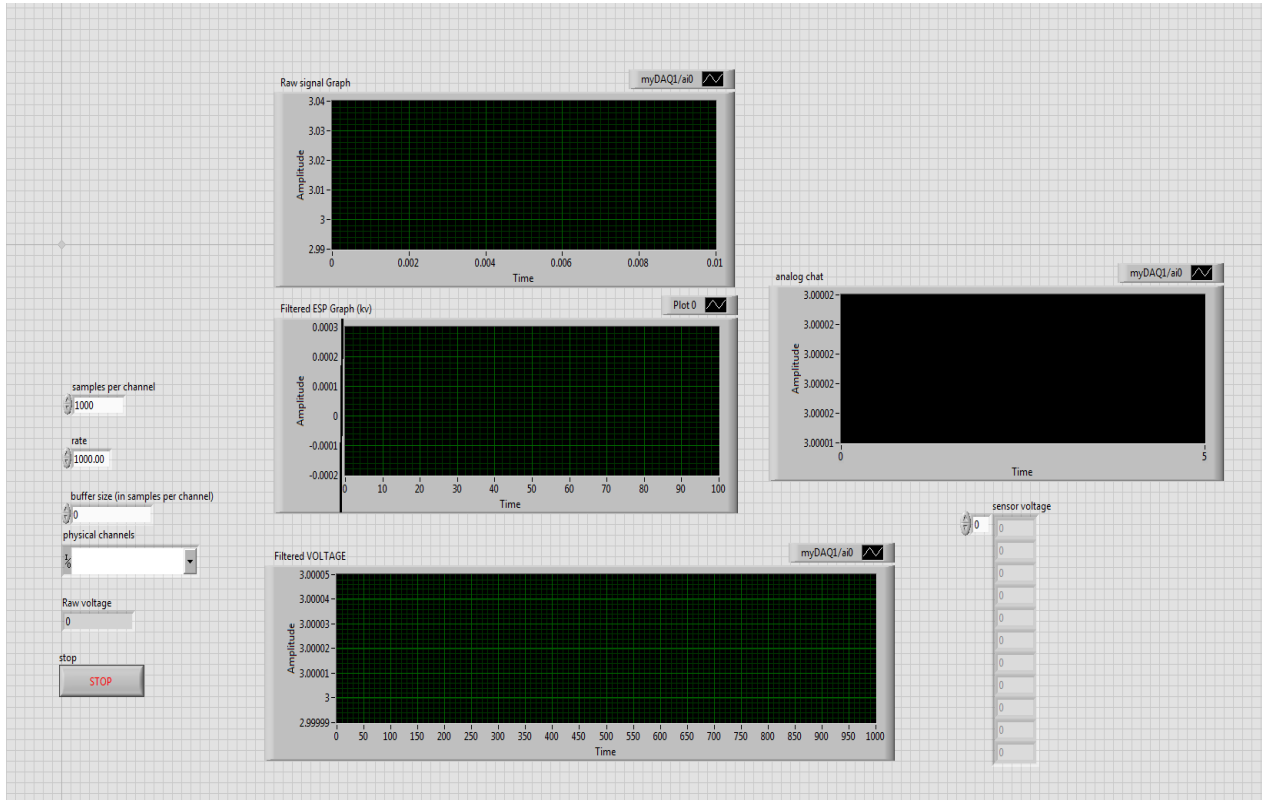 Raw signal Graph
myDAQ1/ai0
3.04
3.03
3.02
3.01
3
2.99
Amplitude
0 0.002 0.004 0.006 0.008 0.01
Time
Filtered ESP Graph (kv)
Plot 0
0.0003
0.0002
0.0001
0
-0.0001
-0.0002
Amplitude
0 10 20 30 40 50 60 70 80 90 100
Time
analog chat
myDAQ1/ai0
3.00002
3.00002
3.00002
3.00002
3.00002
3.00001
Amplitude
0 5
Time
samples per channel
1000
rate
1000.00
buffer size (in samples per channel)
0
physical channels
Raw voltage
0
stop
STOP
Filtered VOLTAGE
myDAQ1/ai0
3.00005
3.00004
3.00003
3.00002
3.00001
3
2.99999
Amplitude
0 50 100 150 200 250 300 350 400 450 500 550 600 650 700 750 800 850 900 950 1000
Time
sensor voltage
0
0
0
0
0
0
0
0
0
0
0
0